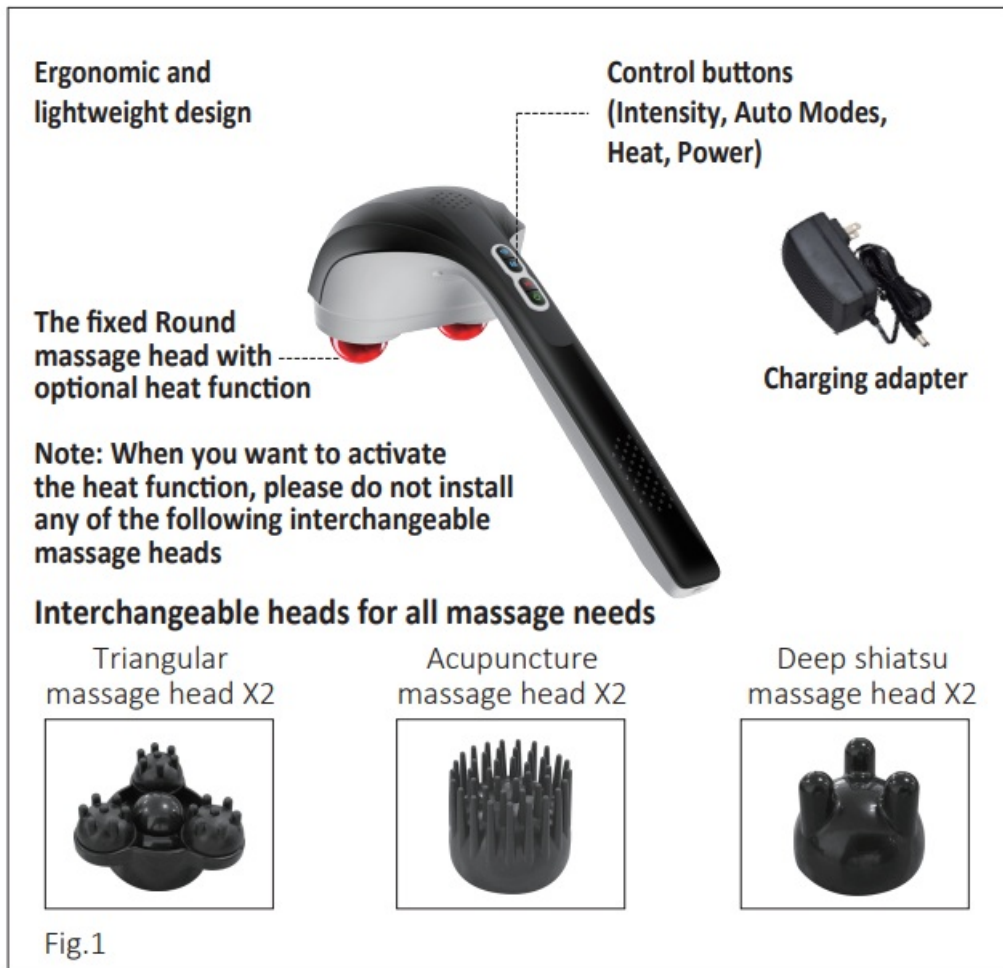 Ergonomic and
lightweight design
Control buttons
(Intensity, Auto Modes,
Heat, Power)
The fixed Round
massage head with
optional heat function
Charging adapter
Note: When you want to activate
the heat function, please do not install
any of the following interchangeable
massage heads
Interchangeable heads for all massage needs
Triangular
massage head X2
Acupuncture
massage head X2
Deep shiatsu
massage head X2
Fig.1